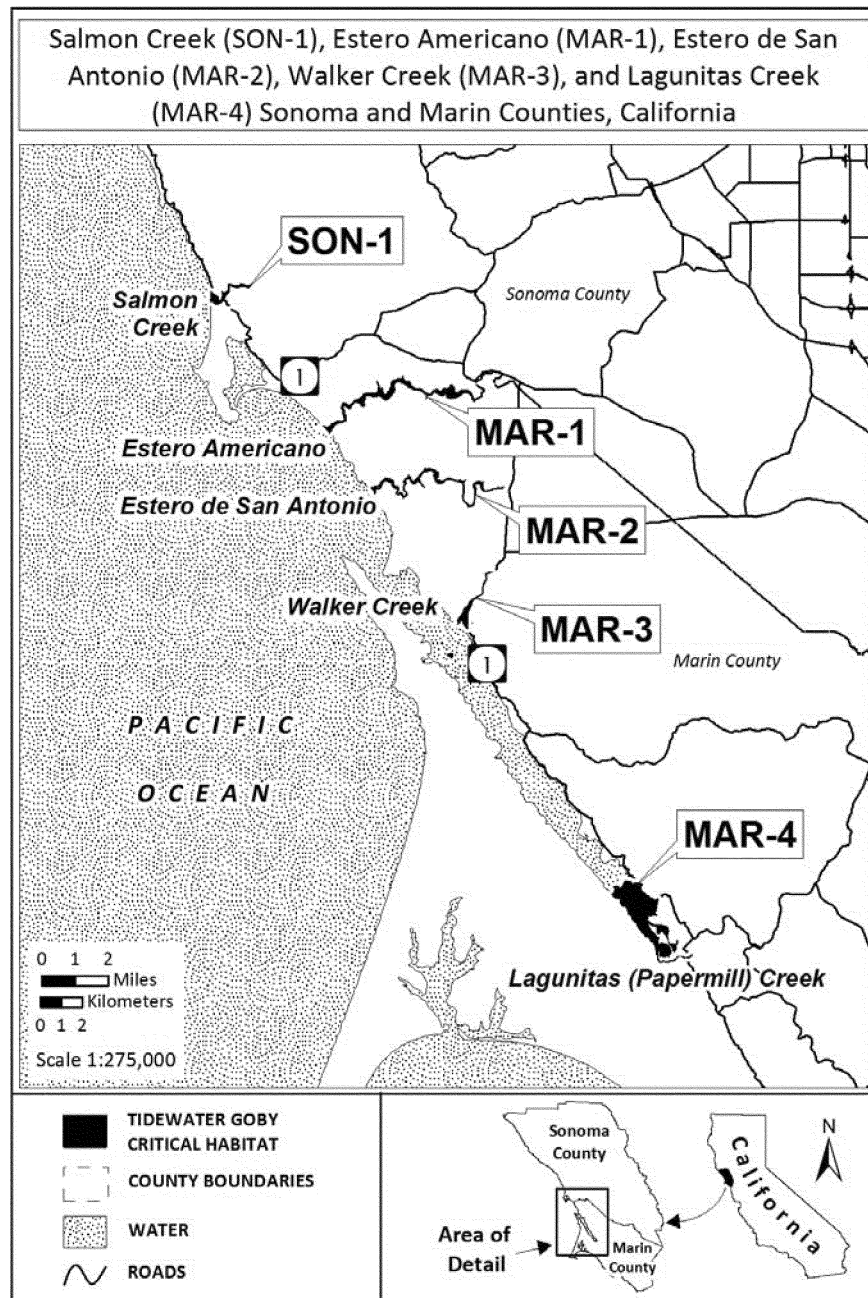 Salmon Creek (SON-1), Estero Americano (MAR-1), Estero de San
Antonio (MAR-2), Walker Creek (MAR-3), and Lagunitas Creek
(MAR-4) Sonoma and Marin Counties, California
SON-1
Sonoma County
Salmon
Creek
1
MAR-1
Estero Americano
Estero de San Antonio
MAR-2
Walker Creek
MAR-3
1
Marin County
PACIFIC
OCEAN
MAR-4
Lagunitas (Papermill) Creek
0 1 2
Miles
Kilometers
0 1 2
Scale 1:275,000
TIDEWATER GOBY
CRITICAL HABITAT
COUNTY BOUNDARIES
WATER
ROADS
Sonoma
County
Area of
Detail
Marin
County
California
N